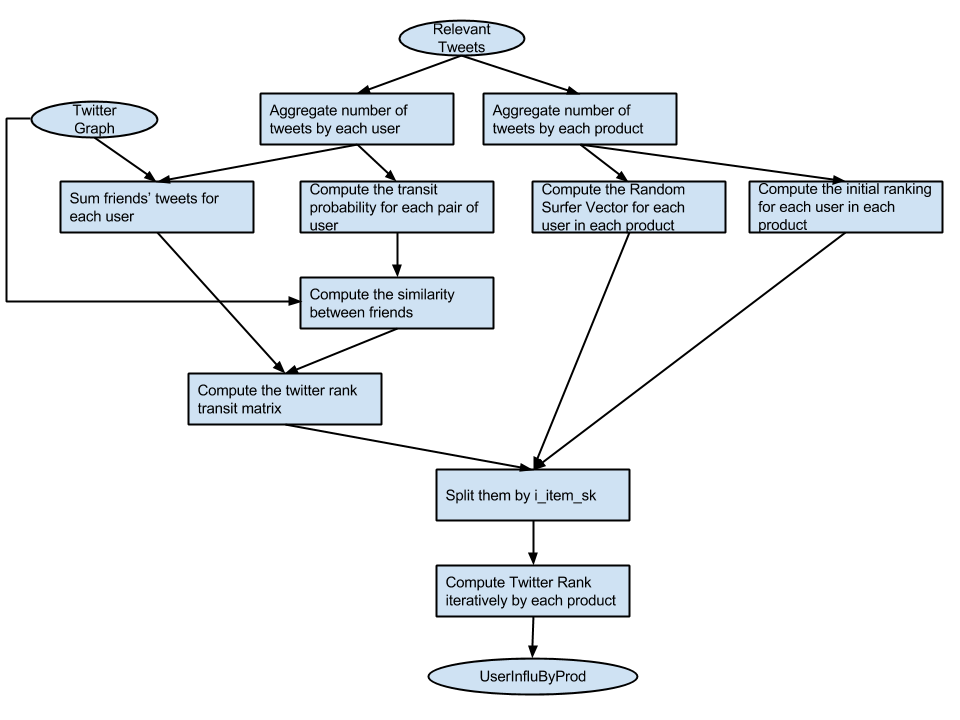 Relevant
Tweets
Twitter
Graph
Aggregate number of
tweets by each user
Aggregate number of
tweets by each product
Sum friends' tweets for
each user
Compute the transit
probability for each pair of
user
Compute the Random
Surfer Vector for each
user in each product
Compute the initial ranking
for each user in each
product
Compute the similarity
between friends
Compute the twitter rank
transit matrix
Split them by i_item_sk
Compute Twitter Rank
iteratively by each product
UserInfluByProd